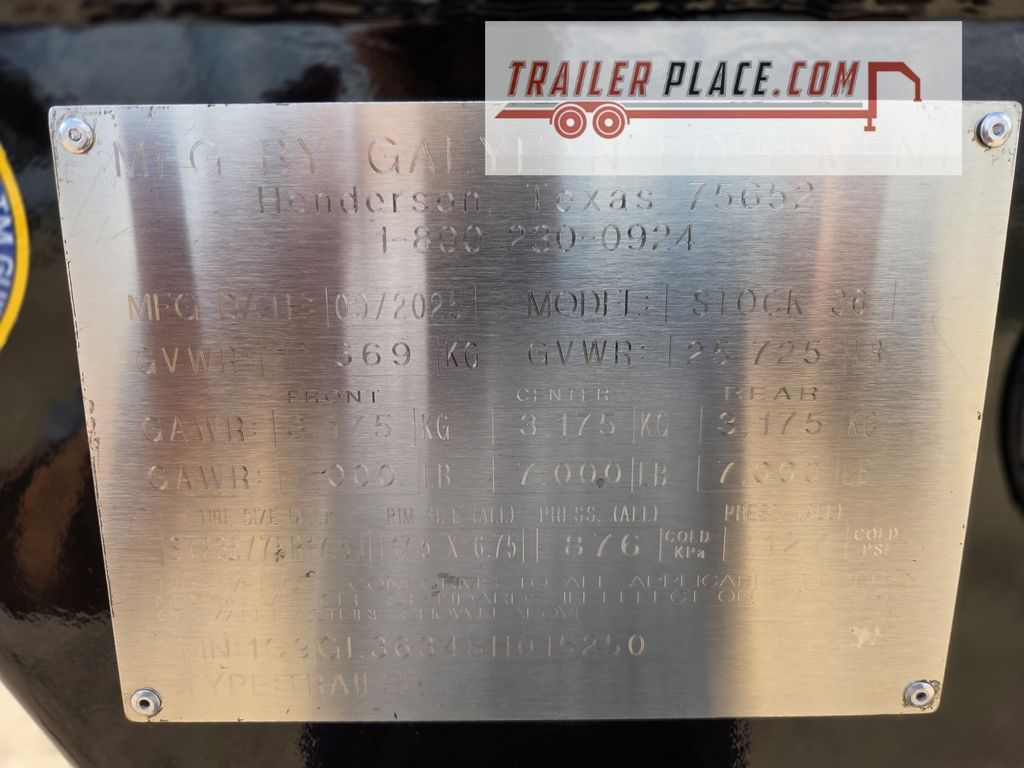 TRAILER PLACE.COM
MFG BY GALYEAN EQUIPMENT
Henderson, Texas 75652
1-800 230-0924
MFG DATE: 09/2025 MODEL: STOCK 36
GVWR: KG GVWR: 25,725 LB
FRONT CENTER REAR
GAWR: 3,175 KG 3,175 KG 3,175 KG
GAWR: 7,000 LB 7,000 LB 7,000 LB
TIRE SIZE RIM SIZE (ALL) PRESS. (ALL) PRESS. (ALL)
17.5 X 6.75 876 COLD KPa COLD PSI
CONFORMS TO ALL APPLICABLE
STANDARDS IN EFFECT ON
MANUFACTURE SHOWN ABOVE
TYPE: TRAILER